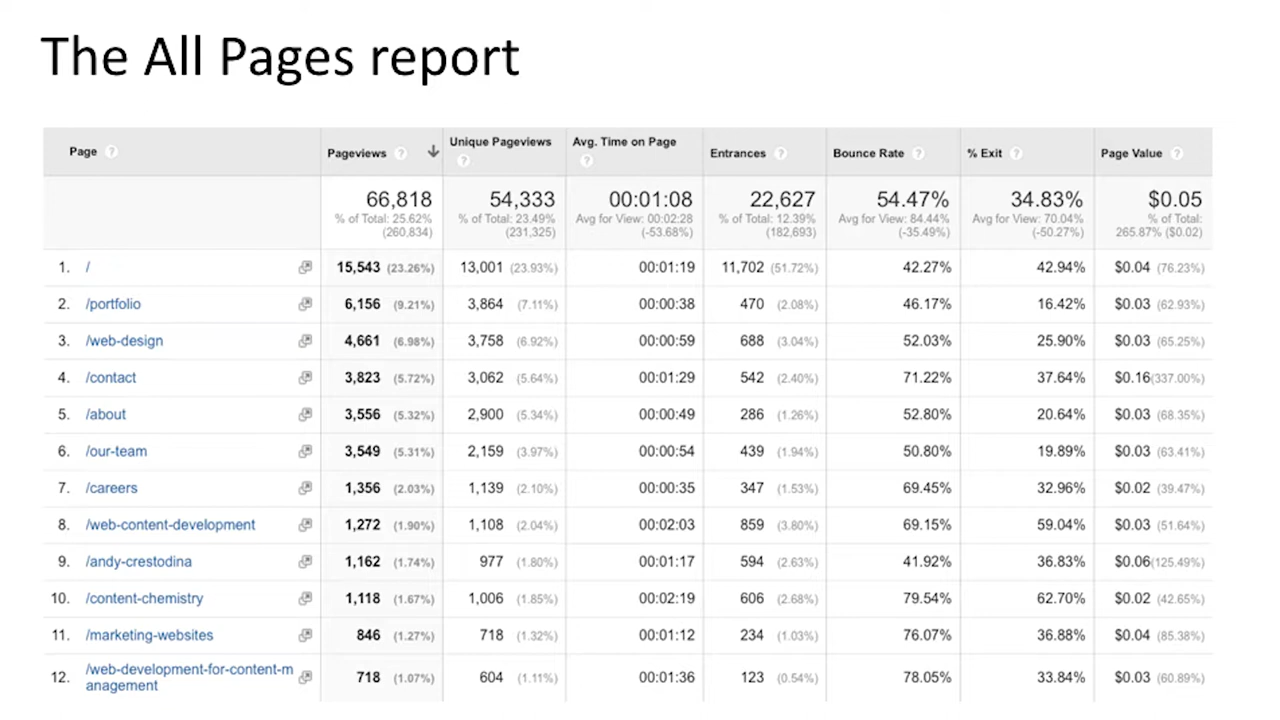 The All Pages report
Page ? Pageviews ? Unique Pageviews ? Avg. Time on Page ? Entrances ? Bounce Rate ? % Exit ? Page Value ?
66,818 54,333 00:01:08 22,627 54.47% 34.83% $0.05
% of Total: 25.62% % of Total: 23.49% Avg for View: 00:02:28 % of Total: 12.39% Avg for View: 84.44% Avg for View: 70.04% % of Total:
(260,834) (231,325) (-53.68%) (182,693) (-35.49%) (-50.27%) 265.87% ($0.02)
1. / 15,543 (23.26%) 13,001 (23.93%) 00:01:19 11,702 (51.72%) 42.27% 42.94% $0.04 (76.23%)
2. /portfolio 6,156 (9.21%) 3,864 (7.11%) 00:00:38 470 (2.08%) 46.17% 16.42% $0.03 (62.93%)
3. /web-design 4,661 (6.98%) 3,758 (6.92%) 00:00:59 688 (3.04%) 52.03% 25.90% $0.03 (65.25%)
4. /contact 3,823 (5.72%) 3,062 (5.64%) 00:01:29 542 (2.40%) 71.22% 37.64% $0.16(337.00%)
5. /about 3,556 (5.32%) 2,900 (5.34%) 00:00:49 286 (1.26%) 52.80% 20.64% $0.03 (68.35%)
6. /our-team 3,549 (5.31%) 2,159 (3.97%) 00:00:54 439 (1.94%) 50.80% 19.89% $0.03 (63.41%)
7. /careers 1,356 (2.03%) 1,139 (2.10%) 00:00:35 347 (1.53%) 69.45% 32.96% $0.02 (39.47%)
8. /web-content-development 1,272 (1.90%) 1,108 (2.04%) 00:02:03 859 (3.80%) 69.15% 59.04% $0.03 (51.64%)
9. /andy-crestodina 1,162 (1.74%) 977 (1.80%) 00:01:17 594 (2.63%) 41.92% 36.83% $0.06(125.49%)
10. /content-chemistry 1,118 (1.67%) 1,006 (1.85%) 00:02:19 606 (2.68%) 79.54% 62.70% $0.02 (42.65%)
11. /marketing-websites 846 (1.27%) 718 (1.32%) 00:01:12 234 (1.03%) 76.07% 36.88% $0.04 (85.38%)
12. /web-development-for-content-m 718 (1.07%) 604 (1.11%) 00:01:36 123 (0.54%) 78.05% 33.84% $0.03 (60.89%)
anagement